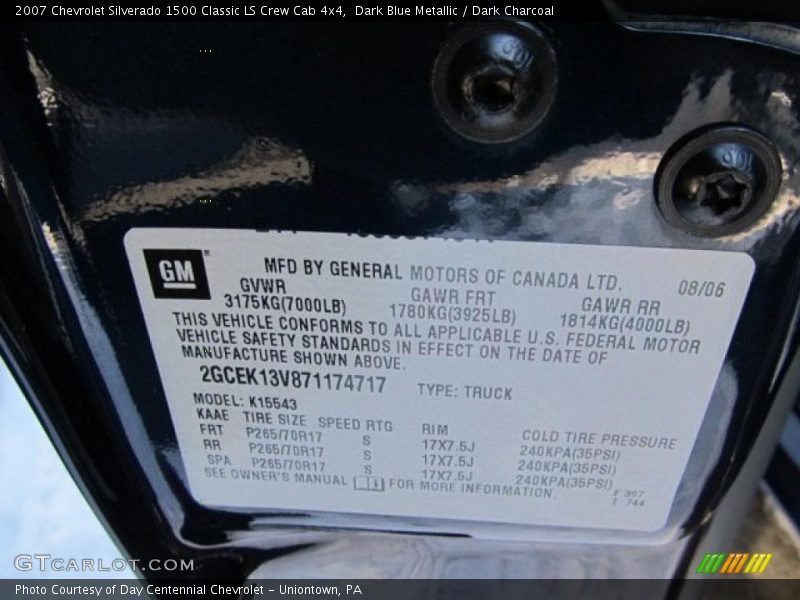 2007 Chevrolet Silverado 1500 Classic LS Crew Cab 4x4, Dark Blue Metallic / Dark Charcoal
GM MFD BY GENERAL MOTORS OF CANADA LTD. 08/06
GVWR GAWR FRT GAWR RR
3175KG(7000LB) 1780KG(3925LB) 1814KG(4000LB)
THIS VEHICLE CONFORMS TO ALL APPLICABLE U.S. FEDERAL MOTOR
VEHICLE SAFETY STANDARDS IN EFFECT ON THE DATE OF
MANUFACTURE SHOWN ABOVE.
2GCEK13V871174717 TYPE: TRUCK
MODEL: K15543
KAAE TIRE SIZE SPEED RTG RIM COLD TIRE PRESSURE
FRT P265/70R17 S 17X7.5J 240KPA(35PSI)
RR P265/70R17 S 17X7.5J 240KPA(35PSI)
SPA P265/70R17 S 17X7.5J 240KPA(35PSI)
SEE OWNER'S MANUAL FOR MORE INFORMATION.
F 397
T 744
GTCARLOT.COM
Photo Courtesy of Day Centennial Chevrolet - Uniontown, PA